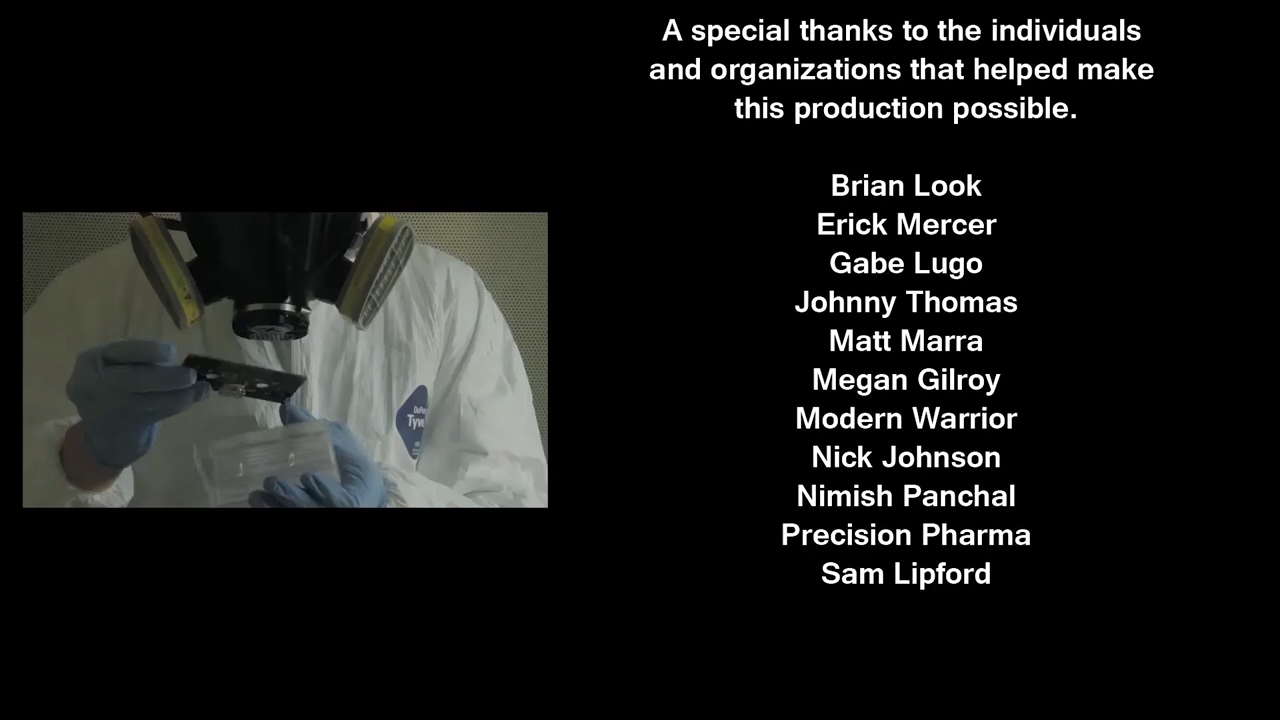 A special thanks to the individuals
and organizations that helped make
this production possible.
Brian Look
Erick Mercer
Gabe Lugo
Johnny Thomas
Matt Marra
Megan Gilroy
Modern Warrior
Nick Johnson
Nimish Panchal
Precision Pharma
Sam Lipford